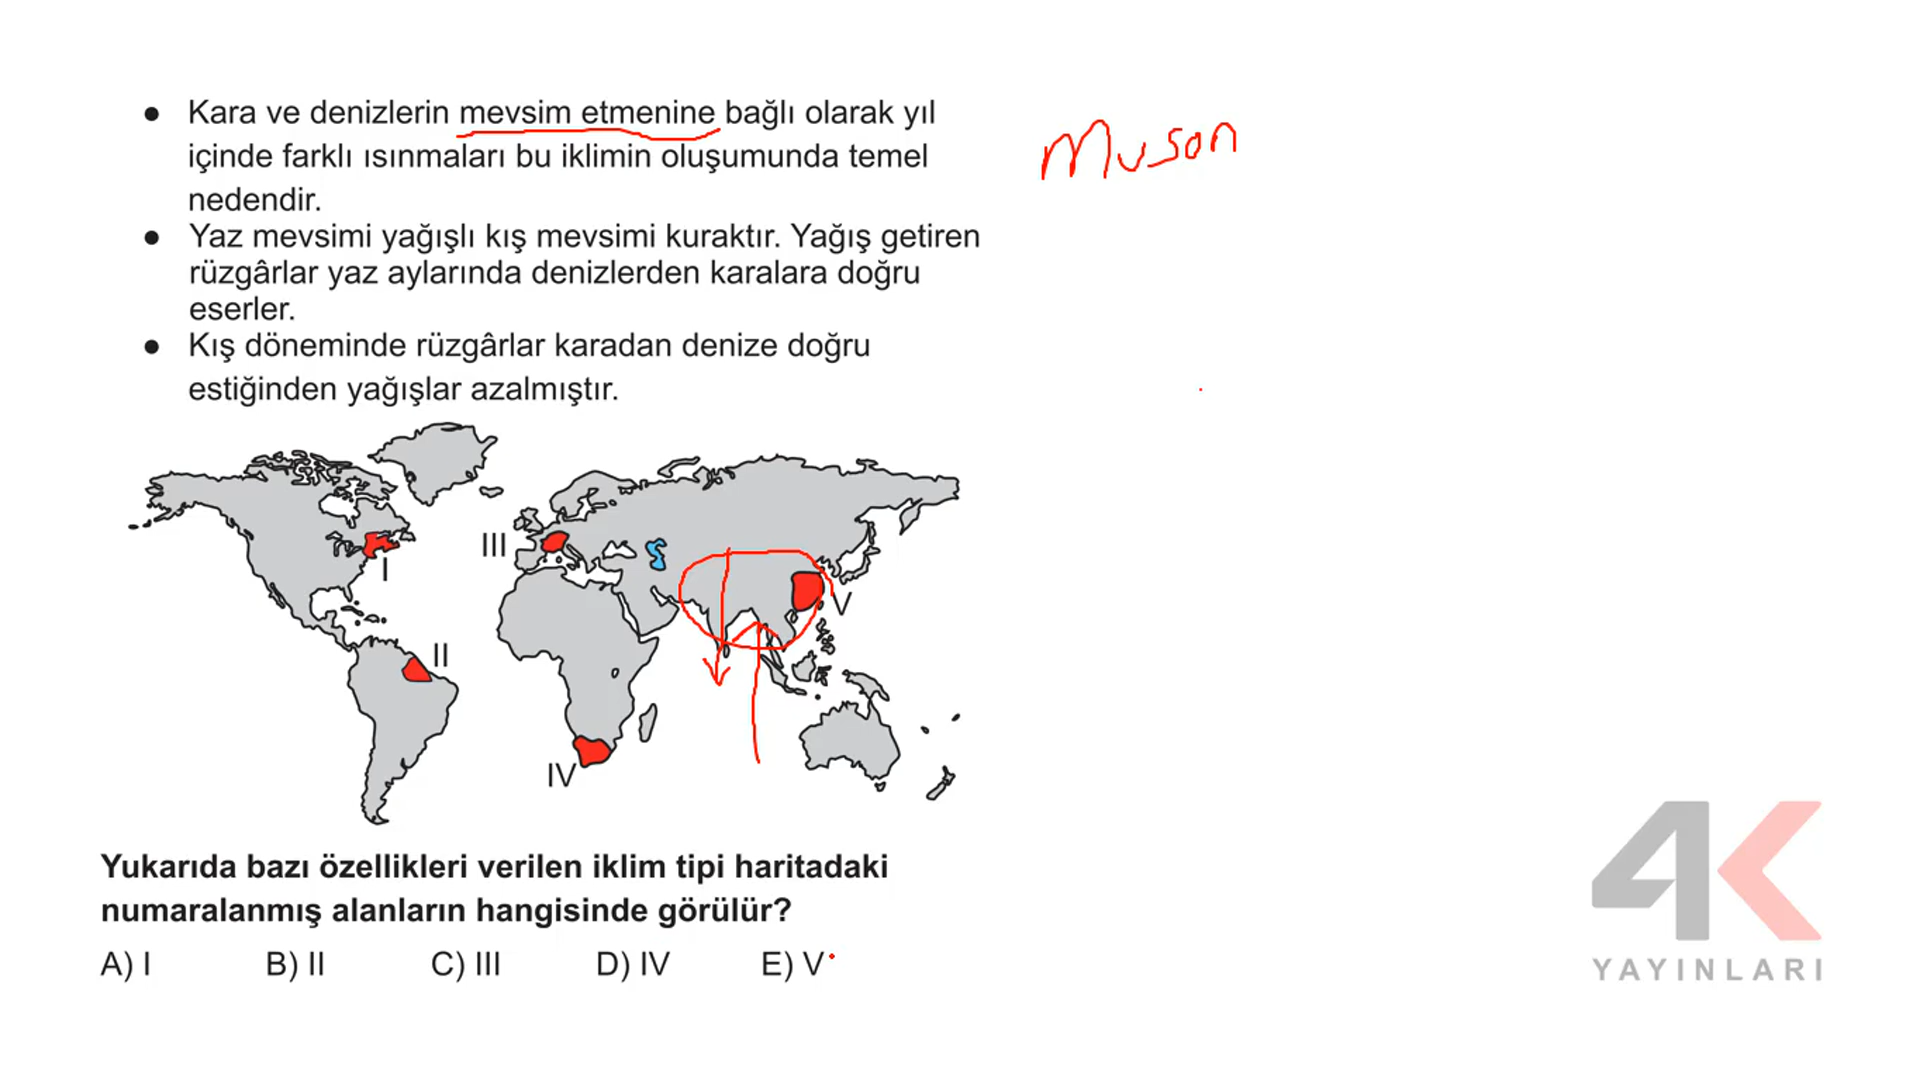 ● Kara ve denizlerin mevsim etmenine bağlı olarak yıl
içinde farklı ısınmaları bu iklimin oluşumunda temel
nedendir.
● Yaz mevsimi yağışlı kış mevsimi kuraktır. Yağış getiren
rüzgârlar yaz aylarında denizlerden karalara doğru
eserler.
● Kış döneminde rüzgârlar karadan denize doğru
estiğinden yağışlar azalmıştır.
Muson
I
II
III
IV
V
Yukarıda bazı özellikleri verilen iklim tipi haritadaki
numaralanmış alanların hangisinde görülür?
A) I B) II C) III D) IV E) V
4K
YAYINLARI